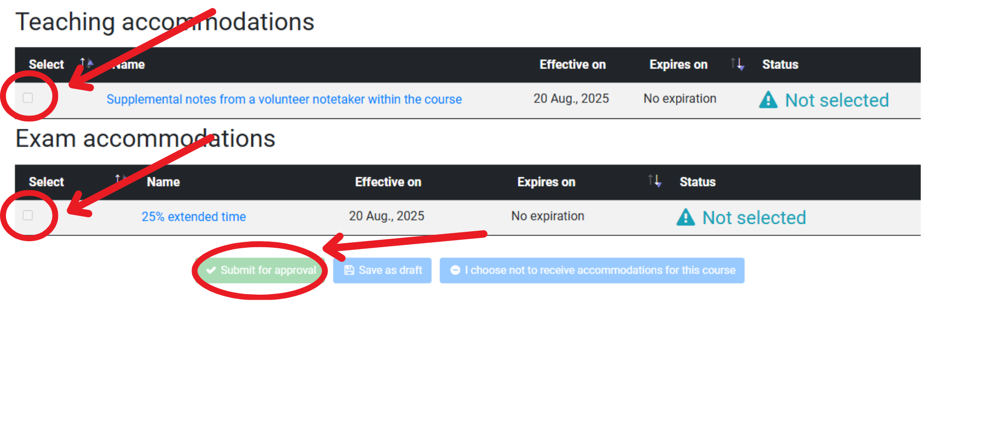 Teaching accommodations
Select Name Effective on Expires on Status
Supplemental notes from a volunteer notetaker within the course 20 Aug., 2025 No expiration Not selected
Exam accommodations
Select Name Effective on Expires on Status
25% extended time 20 Aug., 2025 No expiration Not selected
Submit for approval Save as draft I choose not to receive accommodations for this course